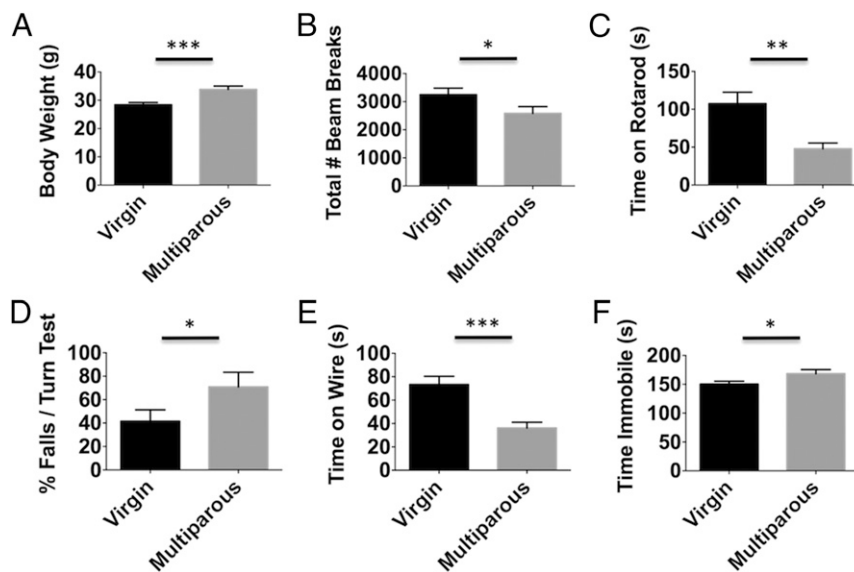 A
Body Weight (g)
40
30
20
10
0
***
Virgin
Multiparous
B
Total # Beam Breaks
4000
3000
2000
1000
0
*
Virgin
Multiparous
C
Time on Rotarod (s)
150
100
50
0
**
Virgin
Multiparous
D
% Falls / Turn Test
100
80
60
40
20
0
*
Virgin
Multiparous
E
Time on Wire (s)
100
80
60
40
20
0
***
Virgin
Multiparous
F
Time Immobile (s)
200
150
100
50
0
*
Virgin
Multiparous